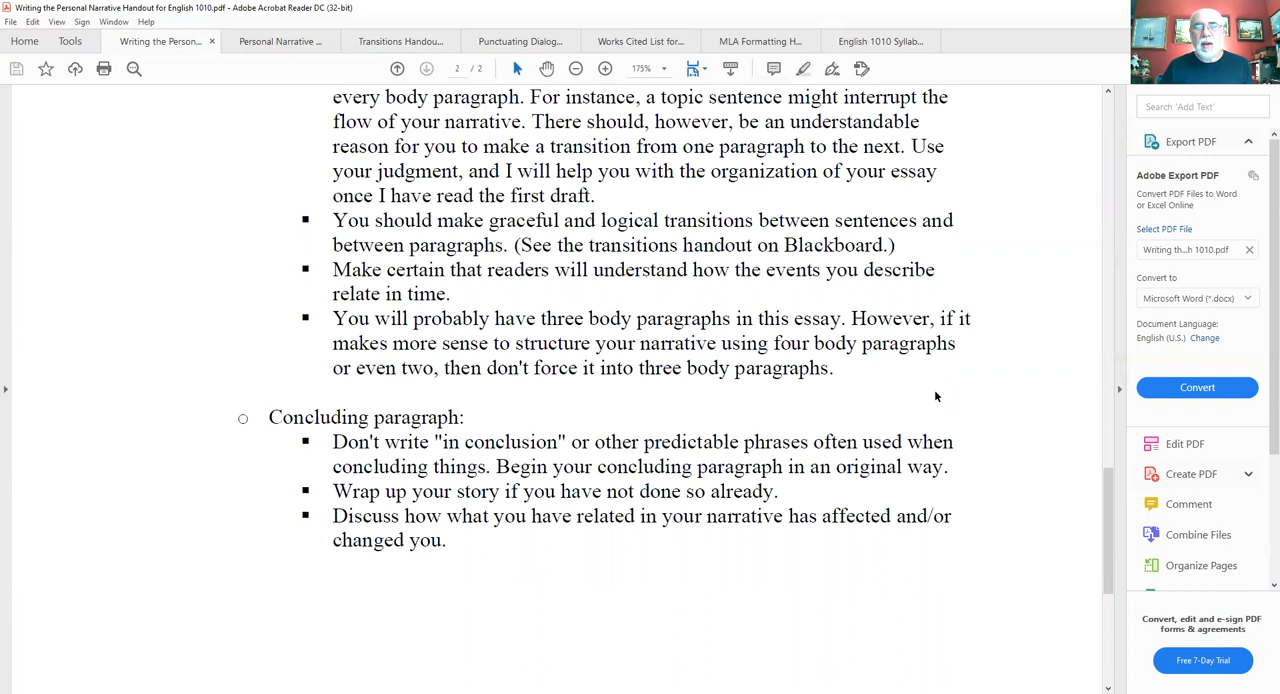 Writing the Personal Narrative Handout for English 1010.pdf - Adobe Acrobat Reader DC (32-bit)
File Edit View Sign Window Help
Home Tools Writing the Person... × Personal Narrative ... Transitions Handou... Punctuating Dialog... Works Cited List for... MLA Formatting H... English 1010 Syllab...
2 / 2 175%
every body paragraph. For instance, a topic sentence might interrupt the
flow of your narrative. There should, however, be an understandable
reason for you to make a transition from one paragraph to the next. Use
your judgment, and I will help you with the organization of your essay
once I have read the first draft.
▪ You should make graceful and logical transitions between sentences and
between paragraphs. (See the transitions handout on Blackboard.)
▪ Make certain that readers will understand how the events you describe
relate in time.
▪ You will probably have three body paragraphs in this essay. However, if it
makes more sense to structure your narrative using four body paragraphs
or even two, then don't force it into three body paragraphs.
○ Concluding paragraph:
▪ Don't write "in conclusion" or other predictable phrases often used when
concluding things. Begin your concluding paragraph in an original way.
▪ Wrap up your story if you have not done so already.
▪ Discuss how what you have related in your narrative has affected and/or
changed you.
Search 'Add Text'
Export PDF
Adobe Export PDF
Convert PDF Files to Word
or Excel Online
Select PDF File
Writing th...h 1010.pdf ×
Convert to
Microsoft Word (*.docx)
Document Language:
English (U.S.) Change
Convert
Edit PDF
Create PDF
Comment
Combine Files
Organize Pages
Convert, edit and e-sign PDF
forms & agreements
Free 7-Day Trial